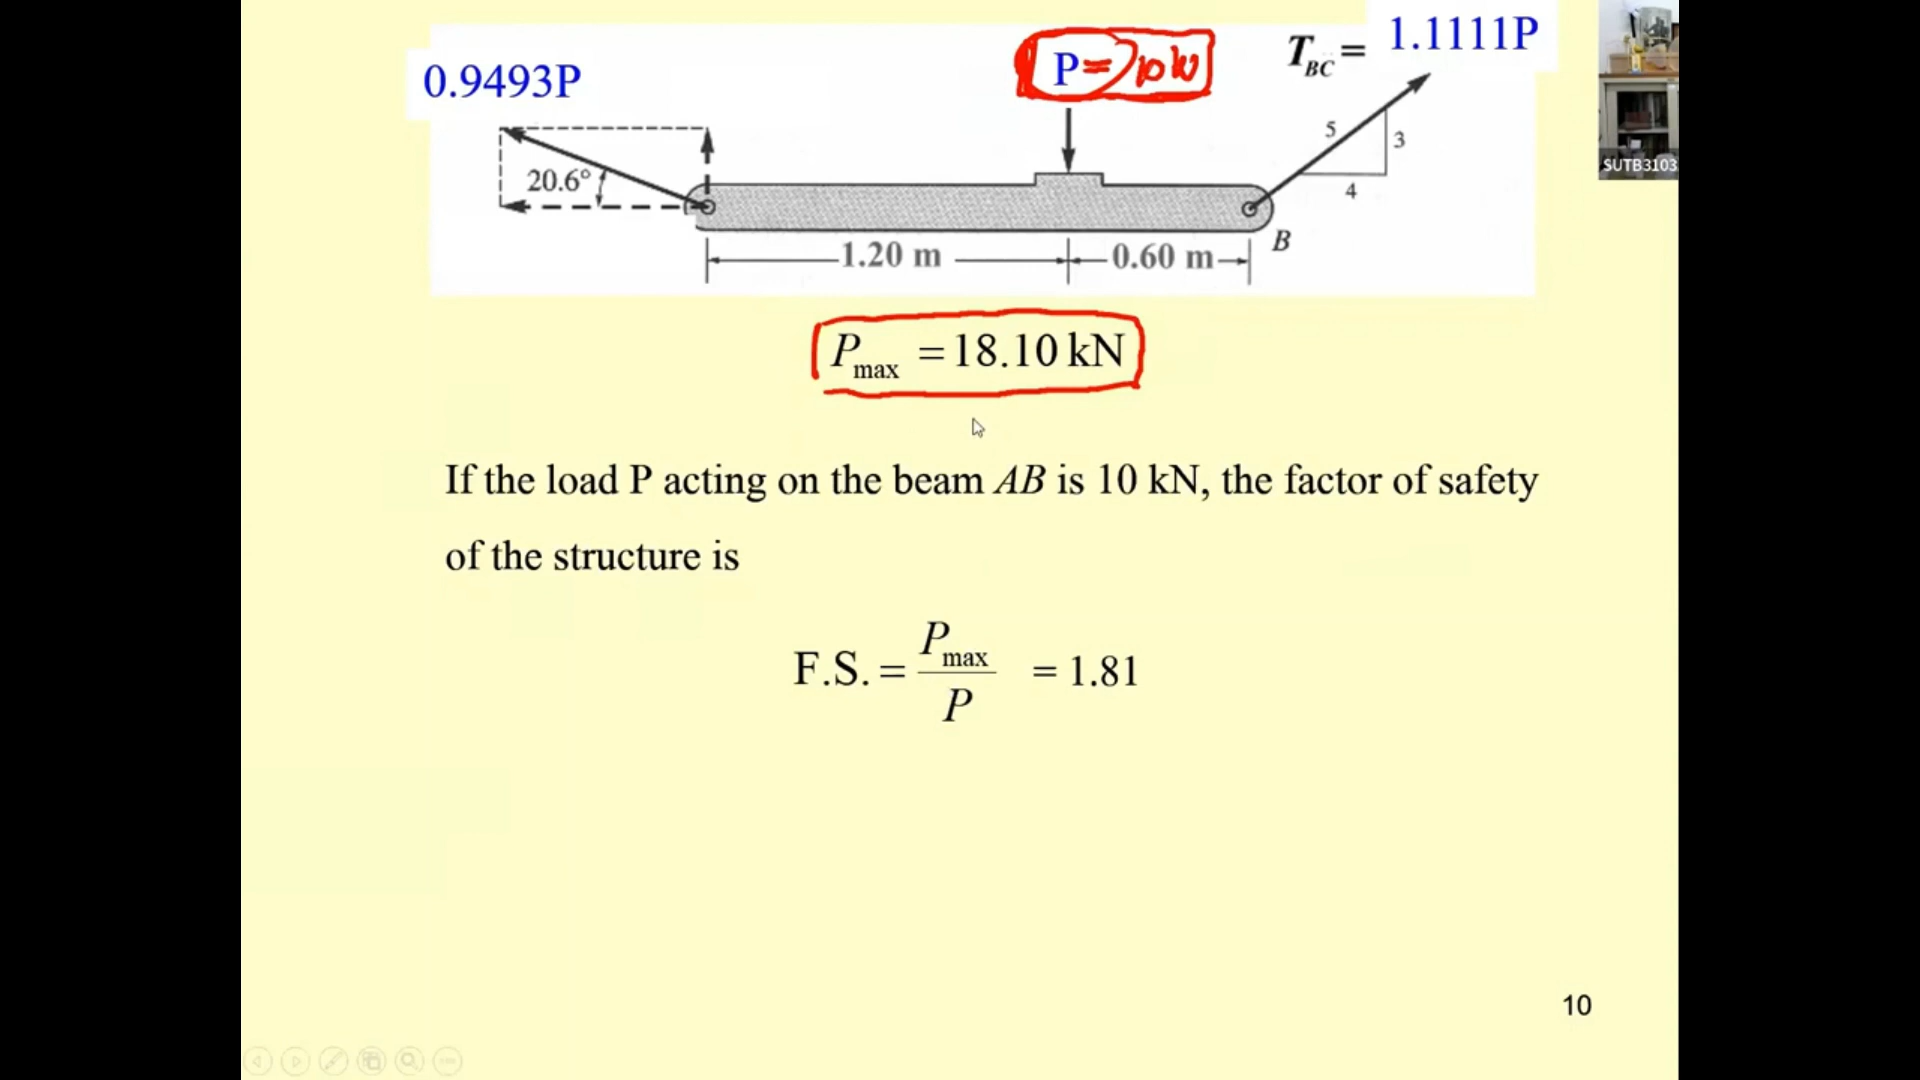 0.9493P
P=10 kN
T_BC = 1.1111P
20.6°
5
3
4
1.20 m
0.60 m
B
P_max = 18.10 kN
If the load P acting on the beam AB is 10 kN, the factor of safety
of the structure is
F.S. = P_max / P = 1.81
10
SUTB3103